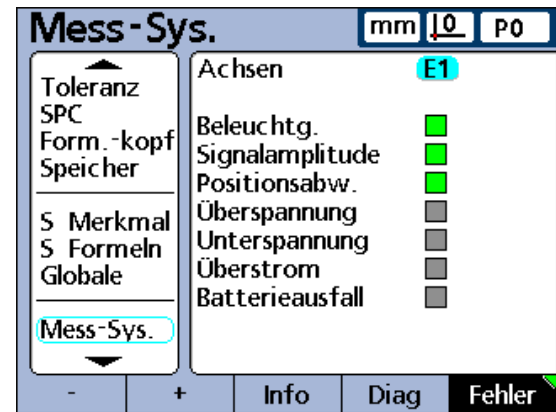 Mess-Sys.
mm 0 P0
Toleranz
SPC
Form.-kopf
Speicher
S Merkmal
S Formeln
Globale
Mess-Sys.
Achsen E1
Beleuchtg.
Signalamplitude
Positionsabw.
Überspannung
Unterspannung
Überstrom
Batterieausfall
- + Info Diag Fehler